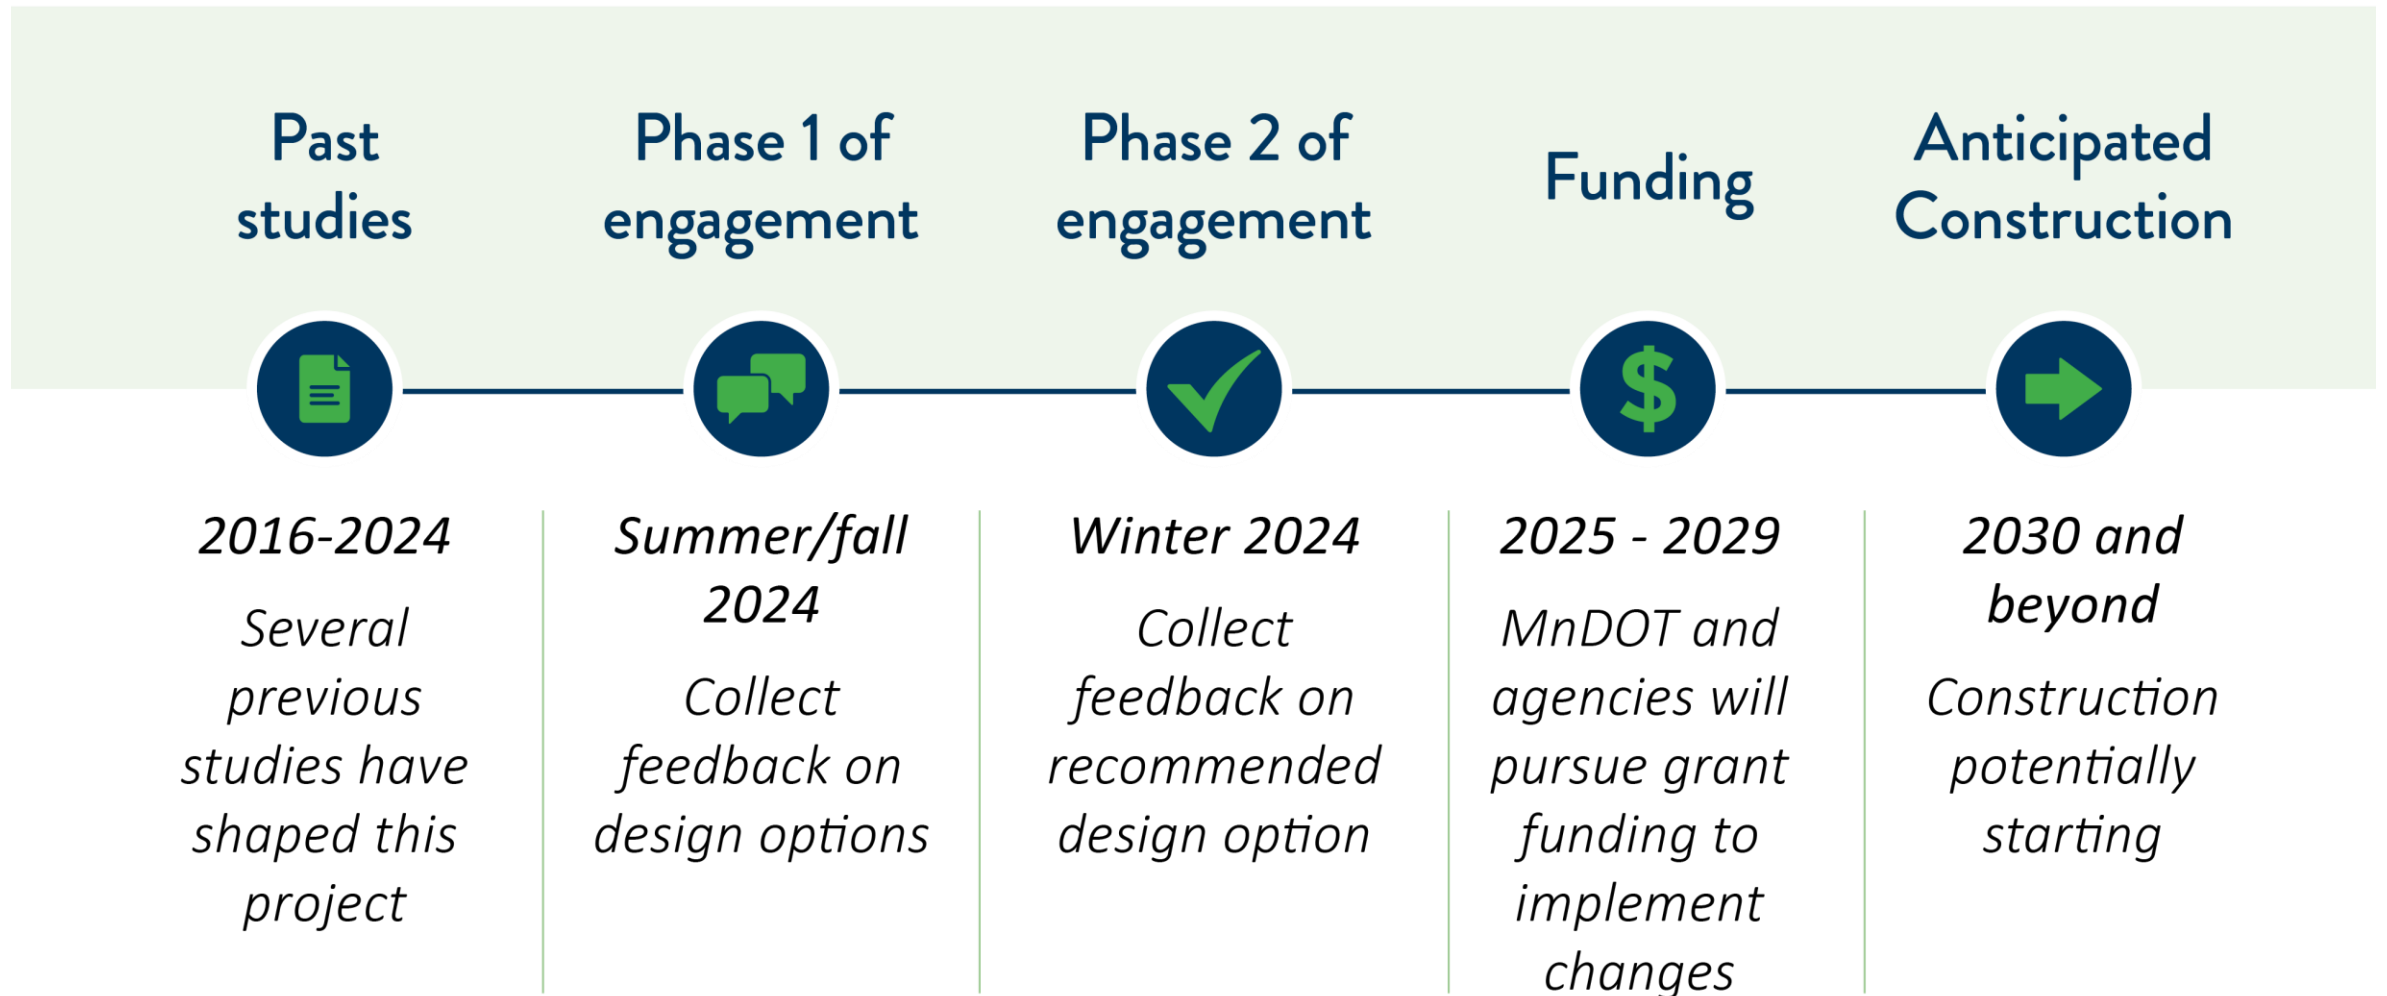 Past
studies
Phase 1 of
engagement
Phase 2 of
engagement
Funding
Anticipated
Construction
$
2016-2024
Several
previous
studies have
shaped this
project
Summer/fall
2024
Collect
feedback on
design options
Winter 2024
Collect
feedback on
recommended
design option
2025 - 2029
MnDOT and
agencies will
pursue grant
funding to
implement
changes
2030 and
beyond
Construction
potentially
starting